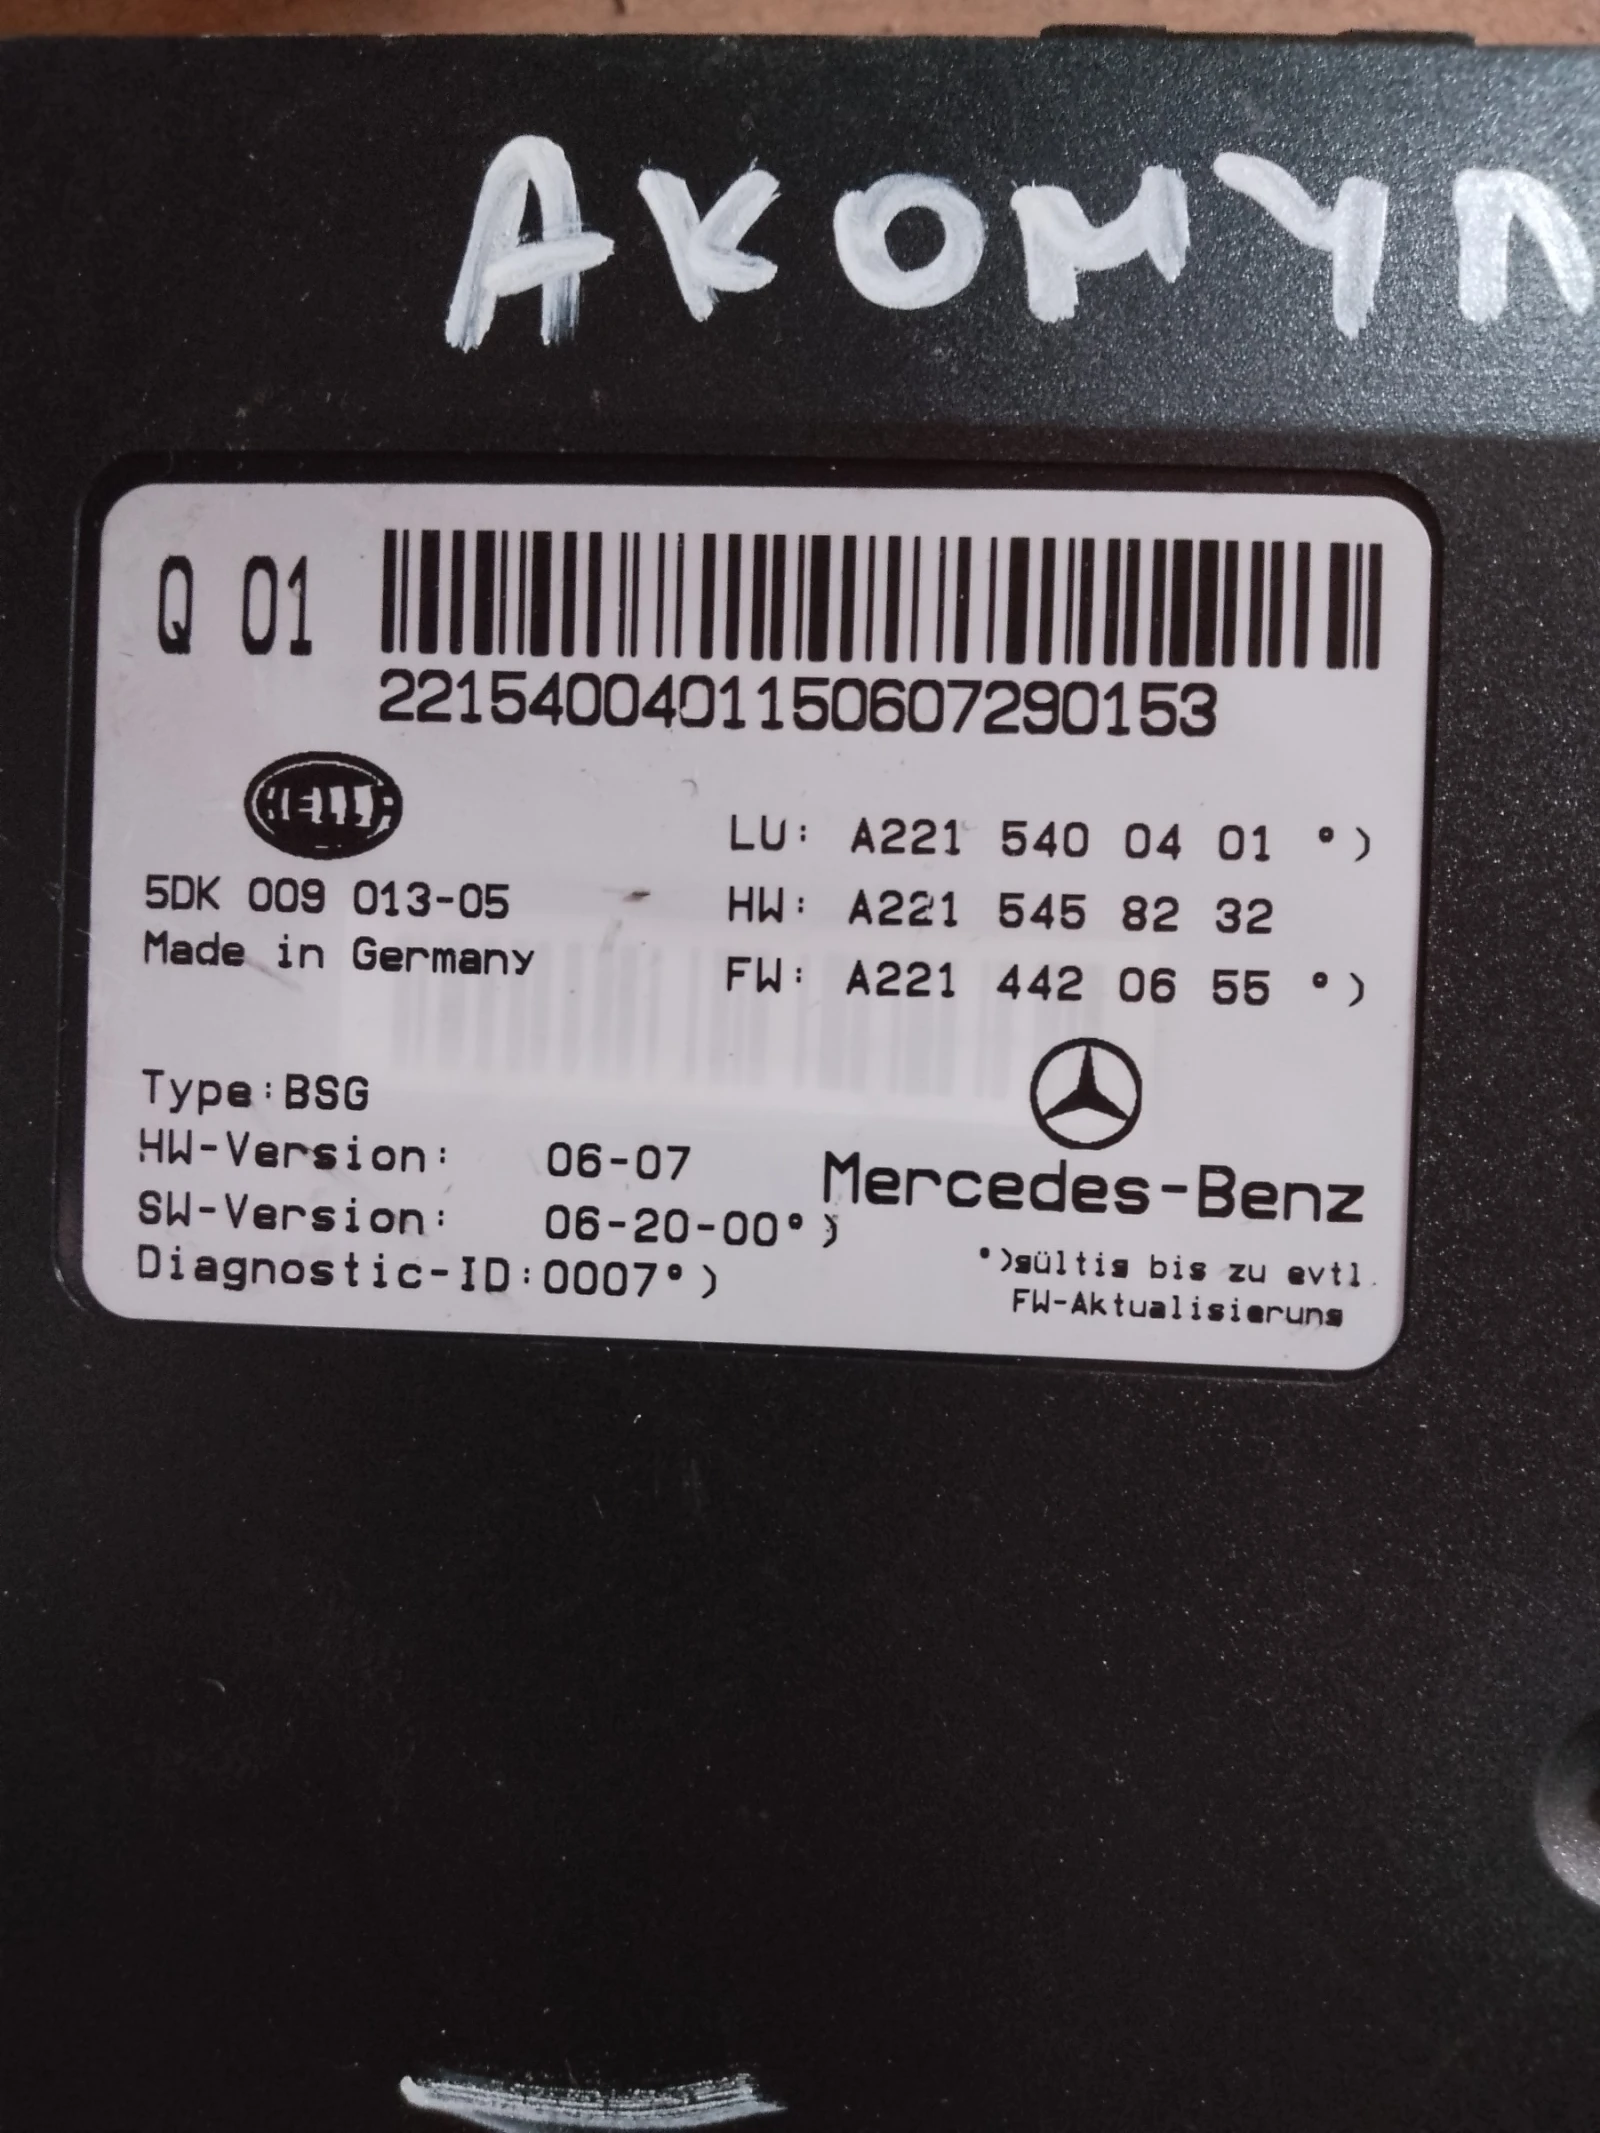 АКОМУЛ
Q 01
2215400401150607290153
HELLA
LU: A221 540 04 01 °)
5DK 009 013-05
HW: A221 545 82 32
Made in Germany
FW: A221 442 06 55 °)
Type:BSG
HW-Version: 06-07
Mercedes-Benz
SW-Version: 06-20-00°)
Diagnostic-ID:0007°)
°)gültig bis zu evtl.
FW-Aktualisierung